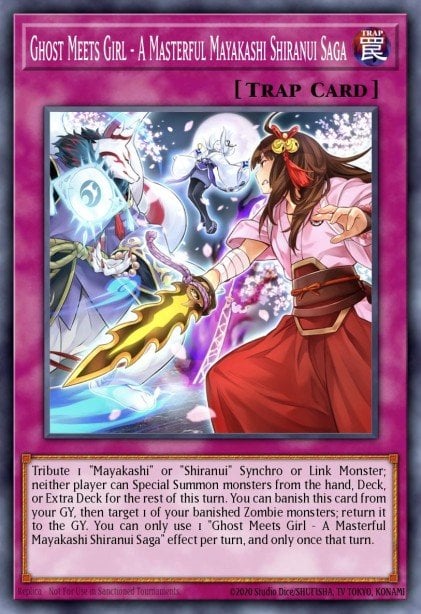 Ghost Meets Girl - A Masterful Mayakashi Shiranui Saga
TRAP
罠
[TRAP CARD]
Tribute 1 "Mayakashi" or "Shiranui" Synchro or Link Monster;
neither player can Special Summon monsters from the hand, Deck,
or Extra Deck for the rest of this turn. You can banish this card from
your GY, then target 1 of your banished Zombie monsters; return it
to the GY. You can only use 1 "Ghost Meets Girl - A Masterful
Mayakashi Shiranui Saga" effect per turn, and only once that turn.
Replica - Not For Use in Sanctioned Tournaments
©2020 Studio Dice/SHUEISHA, TV TOKYO, KONAMI